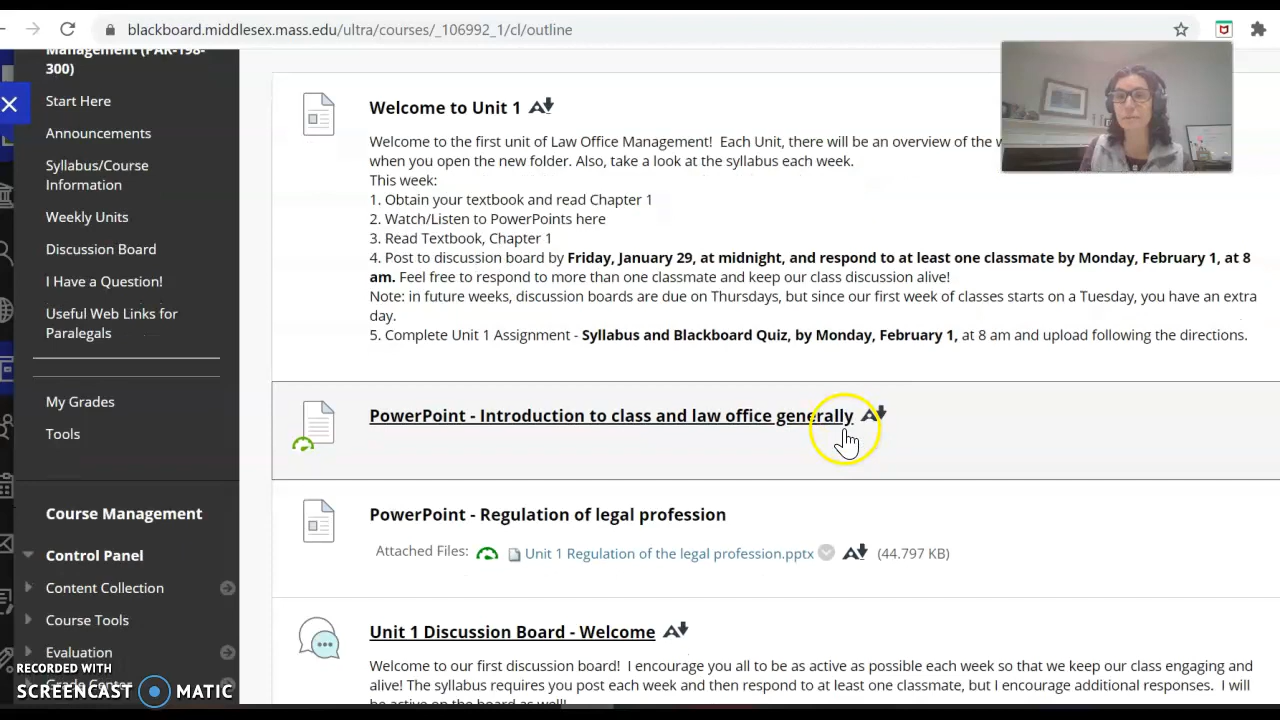 blackboard.middlesex.mass.edu/ultra/courses/_106992_1/cl/outline
Management (PAR-198-
300)
Start Here
Announcements
Syllabus/Course
Information
Weekly Units
Discussion Board
I Have a Question!
Useful Web Links for
Paralegals
My Grades
Tools
Course Management
Control Panel
Content Collection
Course Tools
Evaluation
Grade Center
RECORDED WITH
SCREENCAST MATIC
Welcome to Unit 1
Welcome to the first unit of Law Office Management! Each Unit, there will be an overview of the
when you open the new folder. Also, take a look at the syllabus each week.
This week:
1. Obtain your textbook and read Chapter 1
2. Watch/Listen to PowerPoints here
3. Read Textbook, Chapter 1
4. Post to discussion board by Friday, January 29, at midnight, and respond to at least one classmate by Monday, February 1, at 8
am. Feel free to respond to more than one classmate and keep our class discussion alive!
Note: in future weeks, discussion boards are due on Thursdays, but since our first week of classes starts on a Tuesday, you have an extra
day.
5. Complete Unit 1 Assignment - Syllabus and Blackboard Quiz, by Monday, February 1, at 8 am and upload following the directions.
PowerPoint - Introduction to class and law office generally
PowerPoint - Regulation of legal profession
Attached Files: Unit 1 Regulation of the legal profession.pptx (44.797 KB)
Unit 1 Discussion Board - Welcome
Welcome to our first discussion board! I encourage you all to be as active as possible each week so that we keep our class engaging and
alive! The syllabus requires you post each week and then respond to at least one classmate, but I encourage additional responses. I will
be active on the board as well!